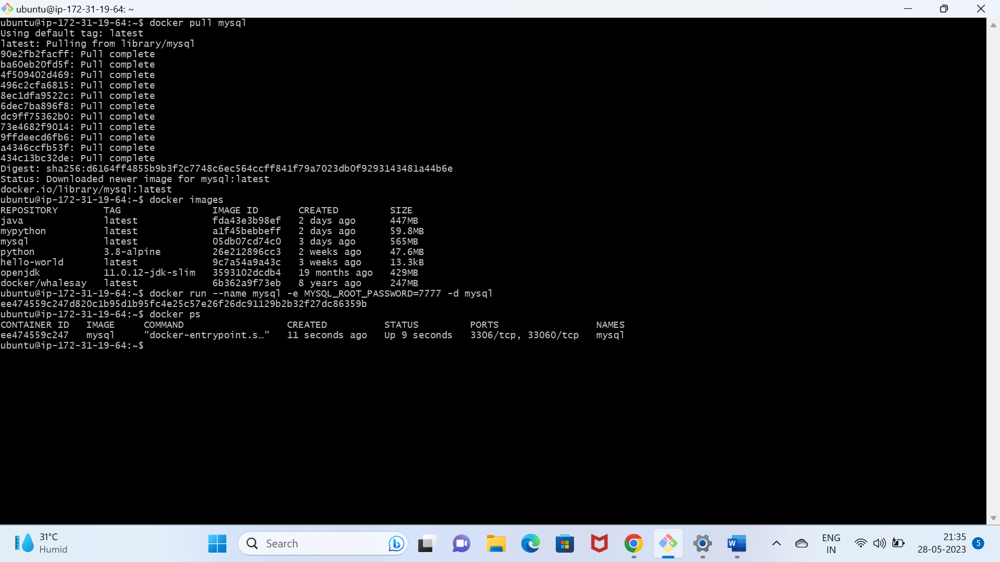 ubuntu@ip-172-31-19-64: ~
ubuntu@ip-172-31-19-64:~$ docker pull mysql
Using default tag: latest
latest: Pulling from library/mysql
90e2fb2facff: Pull complete
ba60eb20fd5f: Pull complete
4f509402d469: Pull complete
496c2cfa6815: Pull complete
8ec1dfa9522c: Pull complete
6dec7ba896f8: Pull complete
dc9ff75362b0: Pull complete
73e4682f9014: Pull complete
9ffdeecd6fb6: Pull complete
a4346ccfb53f: Pull complete
434c13bc32de: Pull complete
Digest: sha256:d6164ff4855b9b3f2c7748c6ec564ccff841f79a7023db0f9293143481a44b6e
Status: Downloaded newer image for mysql:latest
docker.io/library/mysql:latest
ubuntu@ip-172-31-19-64:~$ docker images
REPOSITORY        TAG                IMAGE ID       CREATED         SIZE
java              latest             fda43e3b98ef   2 days ago      447MB
mypython          latest             a1f45bebbeff   2 days ago      59.8MB
mysql             latest             05db07cd74c0   3 days ago      565MB
python            3.8-alpine         26e212896cc3   2 weeks ago     47.6MB
hello-world       latest             9c7a54a9a43c   3 weeks ago     13.3kB
openjdk           11.0.12-jdk-slim   3593102dcdb4   19 months ago   429MB
docker/whalesay   latest             6b362a9f73eb   8 years ago     247MB
ubuntu@ip-172-31-19-64:~$ docker run --name mysql -e MYSQL_ROOT_PASSWORD=7777 -d mysql
ee474559c247d820c1b95d1b95fc4e25c57e26f26dc91129b2b32f27dc86359b
ubuntu@ip-172-31-19-64:~$ docker ps
CONTAINER ID   IMAGE     COMMAND                  CREATED          STATUS         PORTS                 NAMES
ee474559c247   mysql     "docker-entrypoint.s…"   11 seconds ago   Up 9 seconds   3306/tcp, 33060/tcp   mysql
ubuntu@ip-172-31-19-64:~$
31°C
Humid
Search
W
ENG
IN
21:35
28-05-2023
5